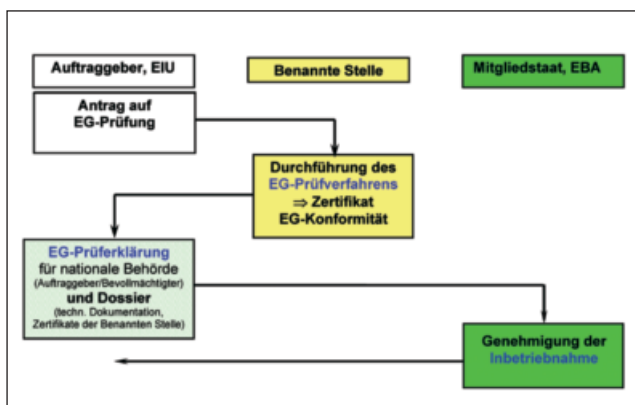 Auftraggeber, EIU
Benannte Stelle
Mitgliedstaat, EBA
Antrag auf
EG-Prüfung
Durchführung des
EG-Prüfverfahrens
⇒ Zertifikat
EG-Konformität
EG-Prüferklärung
für nationale Behörde
(Auftraggeber/Bevollmächtigter)
und Dossier
(techn. Dokumentation,
Zertifikate der Benannten Stelle)
Genehmigung der
Inbetriebnahme